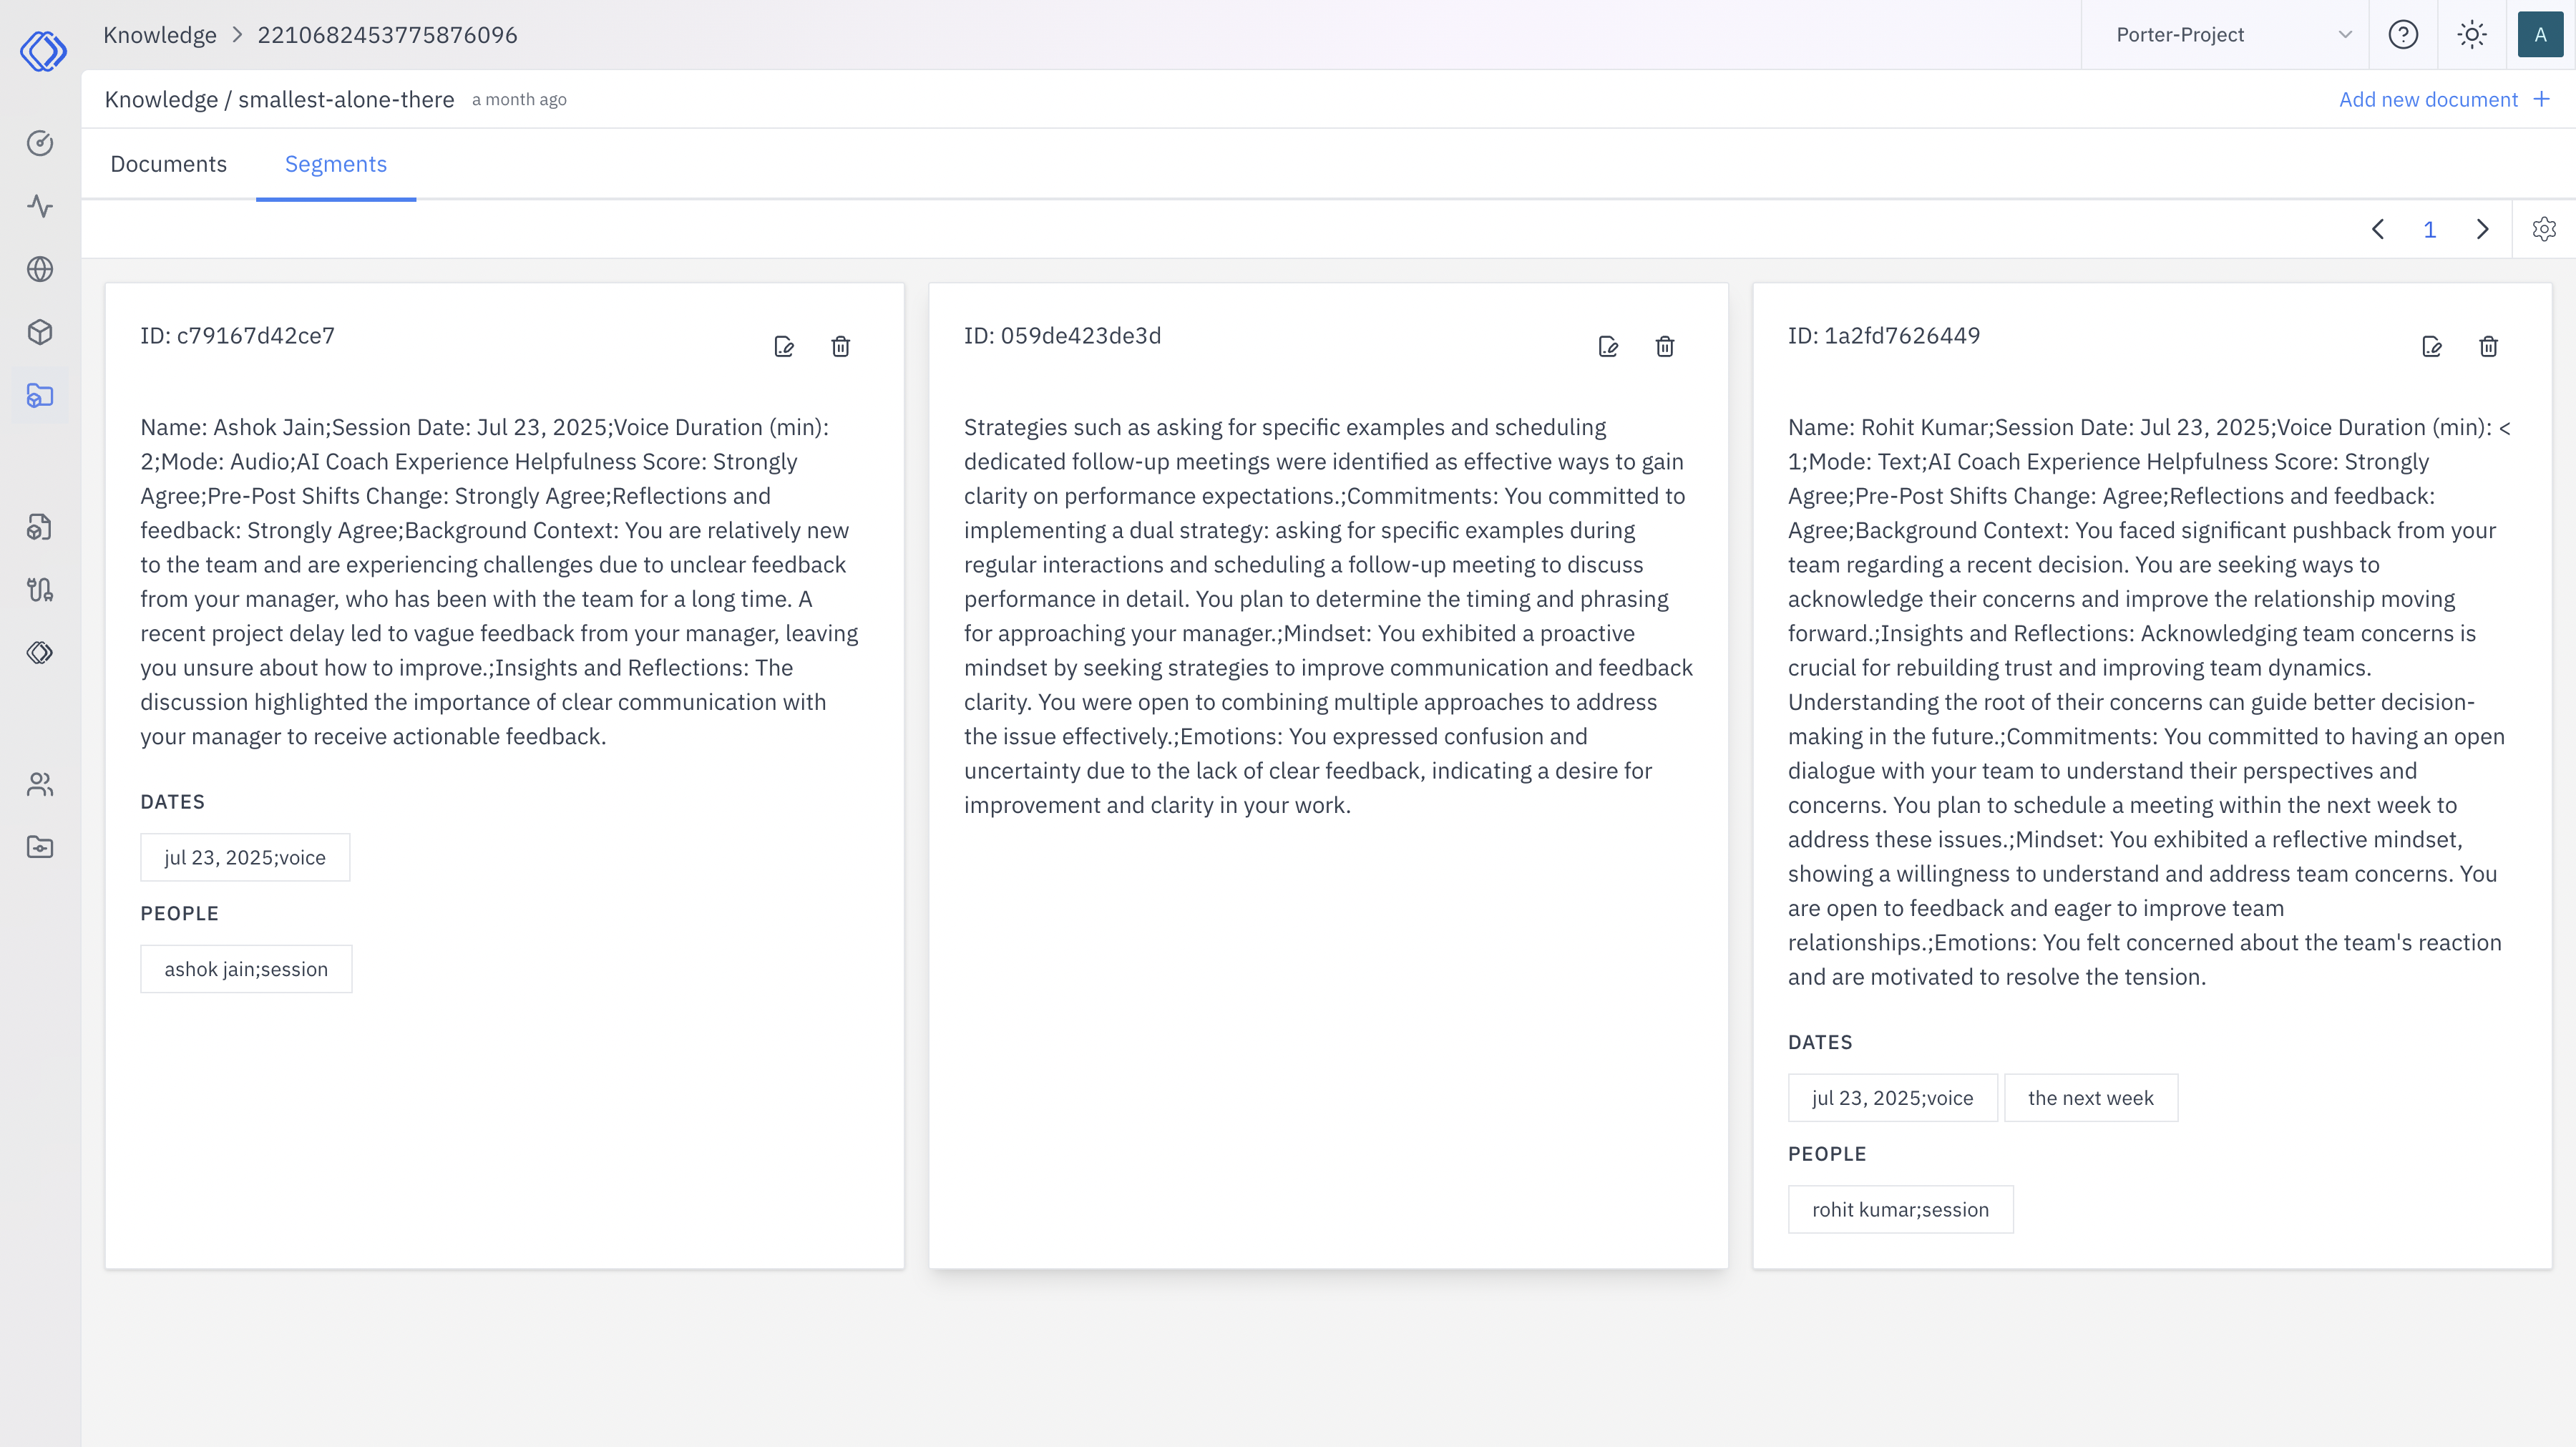 Knowledge > 2210682453775876096
Porter-Project
A
Knowledge / smallest-alone-there a month ago
Add new document +
Documents Segments
1
ID: c79167d42ce7
Name: Ashok Jain;Session Date: Jul 23, 2025;Voice Duration (min):
2;Mode: Audio;AI Coach Experience Helpfulness Score: Strongly
Agree;Pre-Post Shifts Change: Strongly Agree;Reflections and
feedback: Strongly Agree;Background Context: You are relatively new
to the team and are experiencing challenges due to unclear feedback
from your manager, who has been with the team for a long time. A
recent project delay led to vague feedback from your manager, leaving
you unsure about how to improve.;Insights and Reflections: The
discussion highlighted the importance of clear communication with
your manager to receive actionable feedback.
DATES
jul 23, 2025;voice
PEOPLE
ashok jain;session
ID: 059de423de3d
Strategies such as asking for specific examples and scheduling
dedicated follow-up meetings were identified as effective ways to gain
clarity on performance expectations.;Commitments: You committed to
implementing a dual strategy: asking for specific examples during
regular interactions and scheduling a follow-up meeting to discuss
performance in detail. You plan to determine the timing and phrasing
for approaching your manager.;Mindset: You exhibited a proactive
mindset by seeking strategies to improve communication and feedback
clarity. You were open to combining multiple approaches to address
the issue effectively.;Emotions: You expressed confusion and
uncertainty due to the lack of clear feedback, indicating a desire for
improvement and clarity in your work.
ID: 1a2fd7626449
Name: Rohit Kumar;Session Date: Jul 23, 2025;Voice Duration (min): <
1;Mode: Text;AI Coach Experience Helpfulness Score: Strongly
Agree;Pre-Post Shifts Change: Agree;Reflections and feedback:
Agree;Background Context: You faced significant pushback from your
team regarding a recent decision. You are seeking ways to
acknowledge their concerns and improve the relationship moving
forward.;Insights and Reflections: Acknowledging team concerns is
crucial for rebuilding trust and improving team dynamics.
Understanding the root of their concerns can guide better decision-
making in the future.;Commitments: You committed to having an open
dialogue with your team to understand their perspectives and
concerns. You plan to schedule a meeting within the next week to
address these issues.;Mindset: You exhibited a reflective mindset,
showing a willingness to understand and address team concerns. You
are open to feedback and eager to improve team
relationships.;Emotions: You felt concerned about the team's reaction
and are motivated to resolve the tension.
DATES
jul 23, 2025;voice the next week
PEOPLE
rohit kumar;session